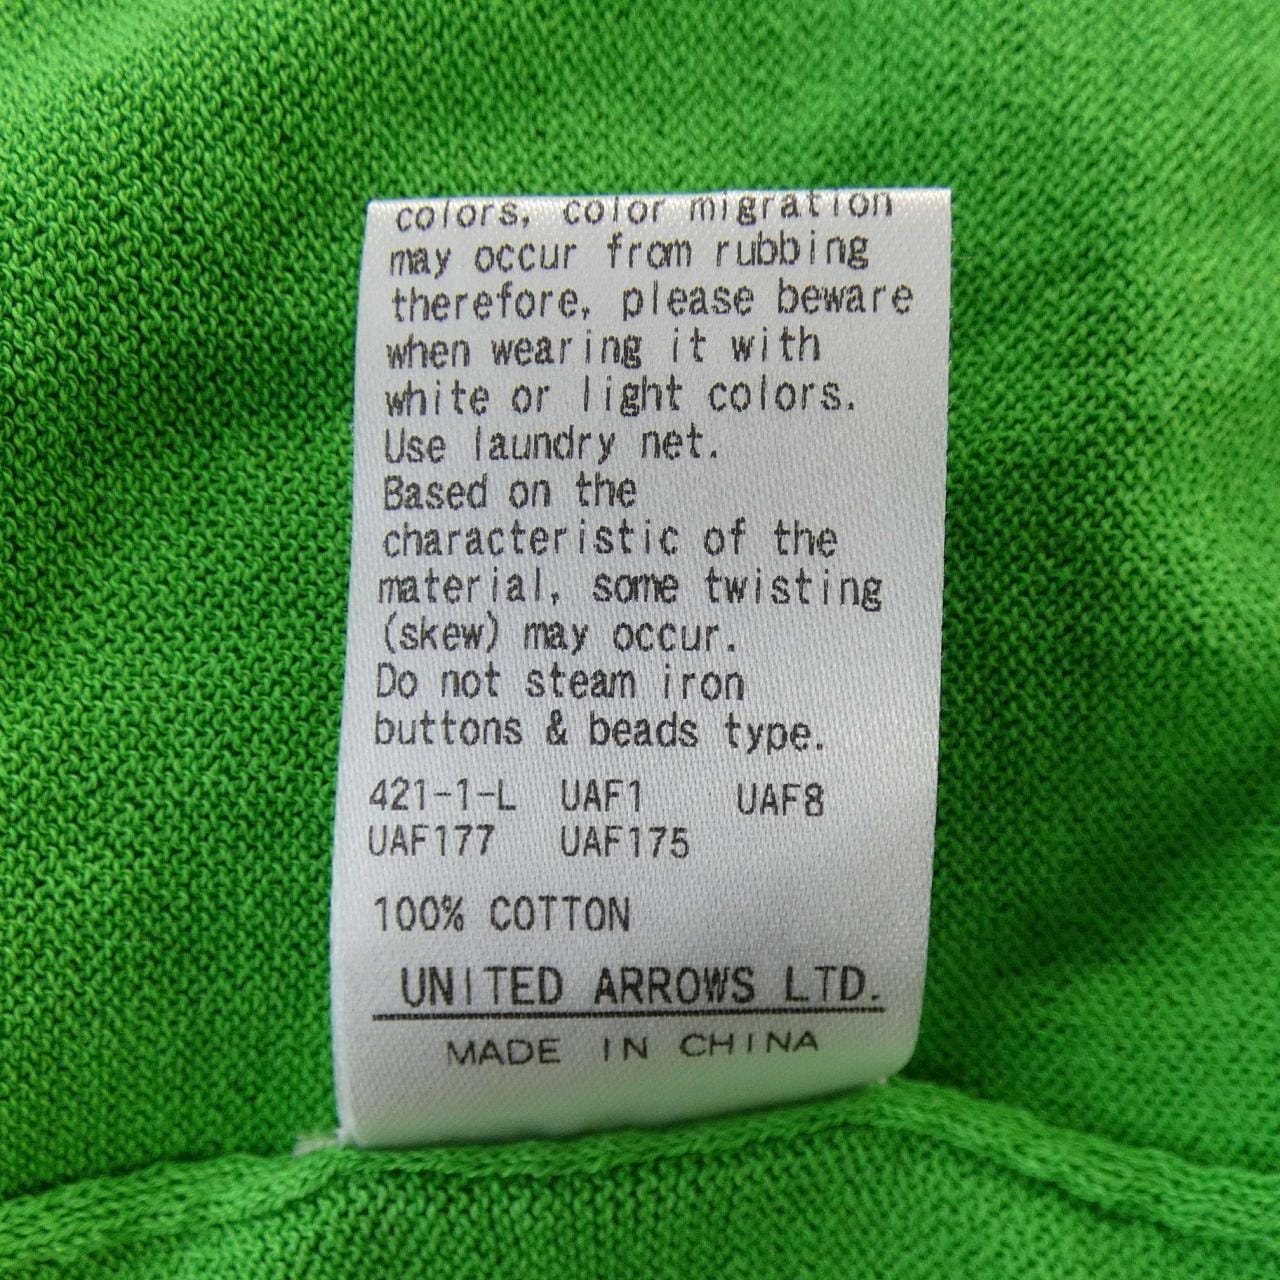 colors, color migration
may occur from rubbing
therefore, please beware
when wearing it with
white or light colors.
Use laundry net.
Based on the
characteristic of the
material, some twisting
(skew) may occur.
Do not steam iron
buttons & beads type.
421-1-L UAF1 UAF8
UAF177 UAF175
100% COTTON
UNITED ARROWS LTD.
MADE IN CHINA